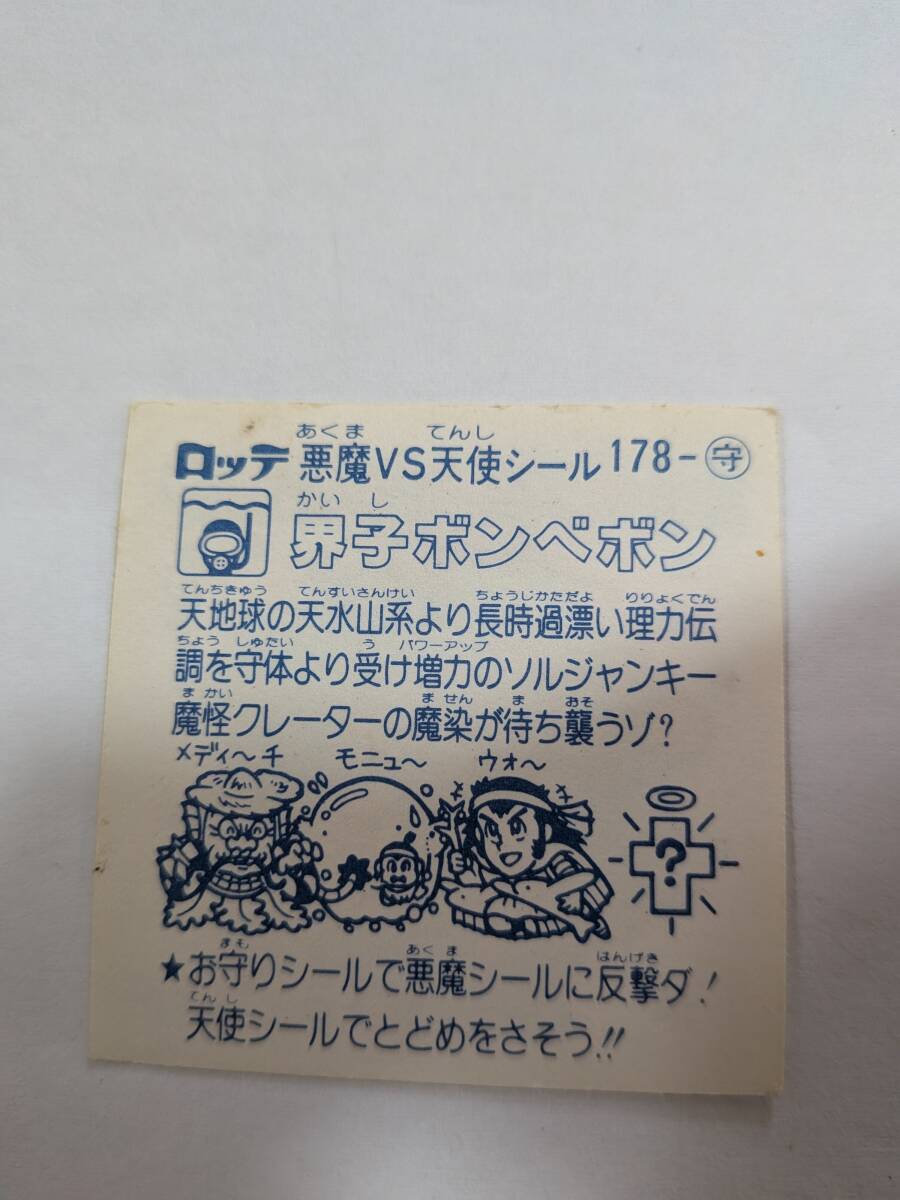 あくま てんし
ロッテ 悪魔VS天使シール 178-守
かいし
界子ボンベボン
てんちきゅう てんすいさんけい ちょうじかただよ りりょくでん
天地球の天水山系より長時過漂い理力伝
ちょう しゅたい う パワーアップ
調を守体より受け増力のソルジャンキー
まかい ません ま おそ
魔怪クレーターの魔染が待ち襲うゾ?
メディ〜チ モニュ〜 ウォ〜
?
まも あくま はんげき
★お守りシールで悪魔シールに反撃ダ!
てんし
天使シールでとどめをさそう!!